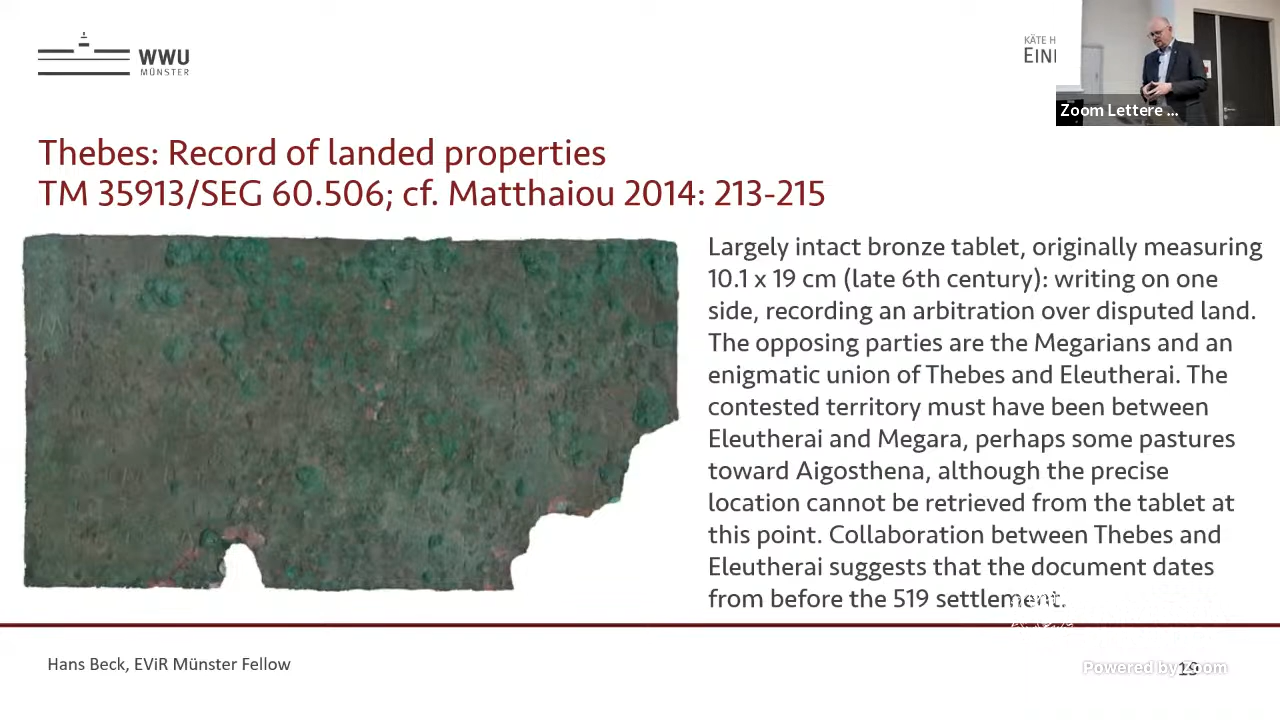 WWU
MÜNSTER
KÄTE H
EINI
Zoom Lettere ...
Thebes: Record of landed properties
TM 35913/SEG 60.506; cf. Matthaiou 2014: 213-215
Largely intact bronze tablet, originally measuring
10.1 x 19 cm (late 6th century): writing on one
side, recording an arbitration over disputed land.
The opposing parties are the Megarians and an
enigmatic union of Thebes and Eleutherai. The
contested territory must have been between
Eleutherai and Megara, perhaps some pastures
toward Aigosthena, although the precise
location cannot be retrieved from the tablet at
this point. Collaboration between Thebes and
Eleutherai suggests that the document dates
from before the 519 settlement.
Hans Beck, EViR Münster Fellow
Powered by Zoom
19